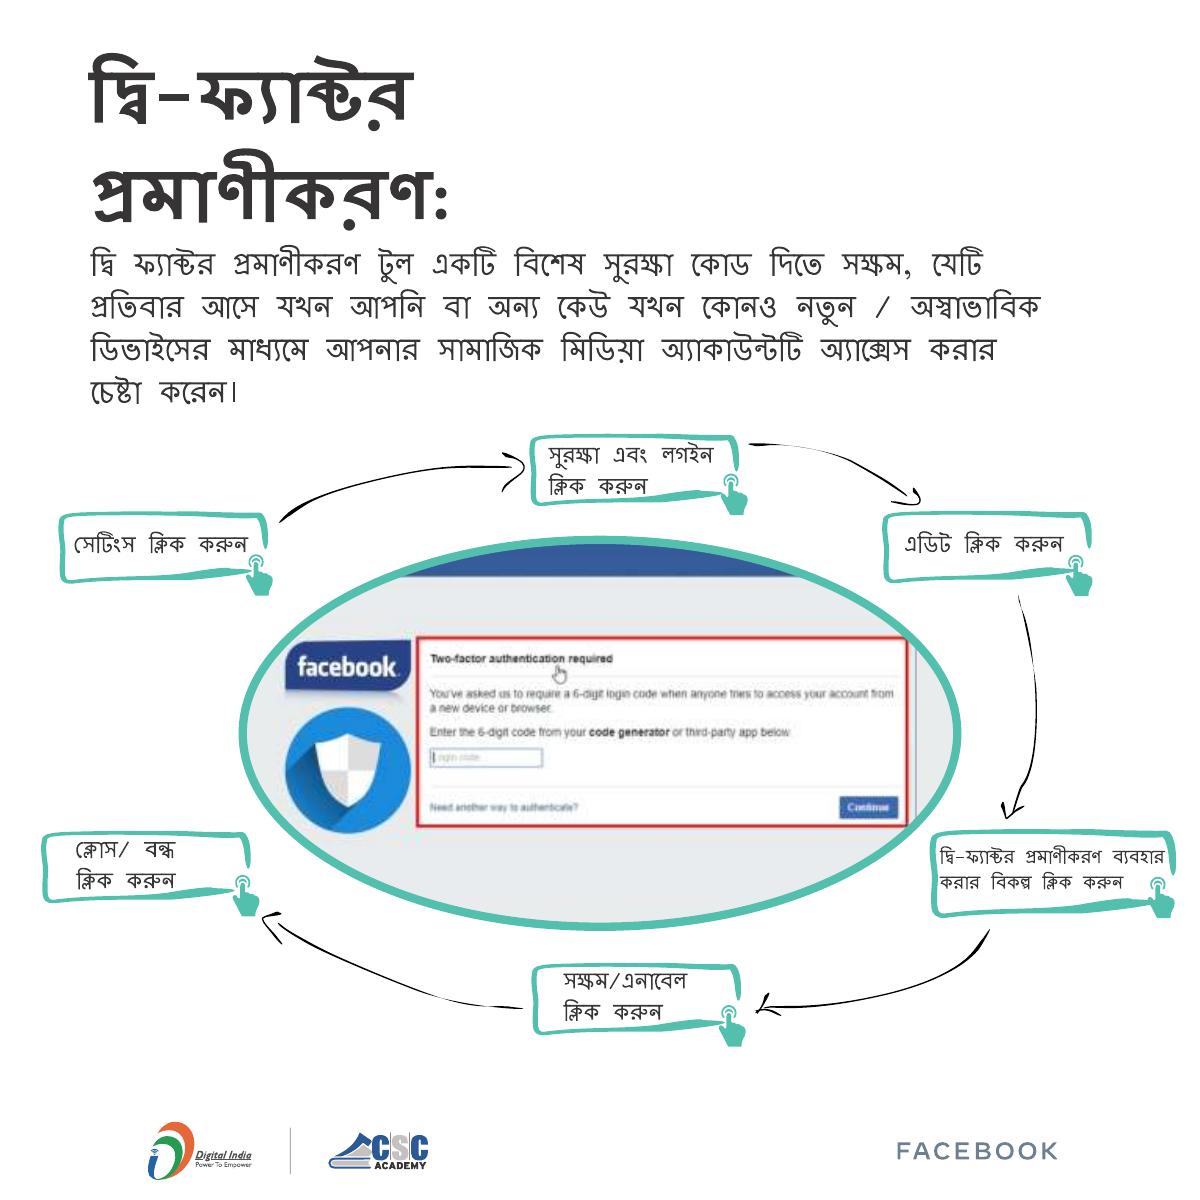 দ্বি-ফ্যাক্টর
প্রমাণীকরণ:
দ্বি ফ্যাক্টর প্রমাণীকরণ টুল একটি বিশেষ সুরক্ষা কোড দিতে সক্ষম, যেটি
প্রতিবার আসে যখন আপনি বা অন্য কেউ যখন কোনও নতুন / অস্বাভাবিক
ডিভাইসের মাধ্যমে আপনার সামাজিক মিডিয়া অ্যাকাউন্টটি অ্যাক্সেস করার
চেষ্টা করেন।
সুরক্ষা এবং লগইন
ক্লিক করুন
সেটিংস ক্লিক করুন
এডিট ক্লিক করুন
facebook
Two-factor authentication required
You've asked us to require a 6-digit login code when anyone tries to access your account from
a new device or browser.
Enter the 6-digit code from your code generator or third-party app below
Login code
Need another way to authenticate?
Continue
দ্বি-ফ্যাক্টর প্রমাণীকরণ ব্যবহার
করার বিকল্প ক্লিক করুন
ক্লোস/ বন্ধ
ক্লিক করুন
সক্ষম/এনাবেল
ক্লিক করুন
Digital India
Power To Empower
CSC
ACADEMY
FACEBOOK